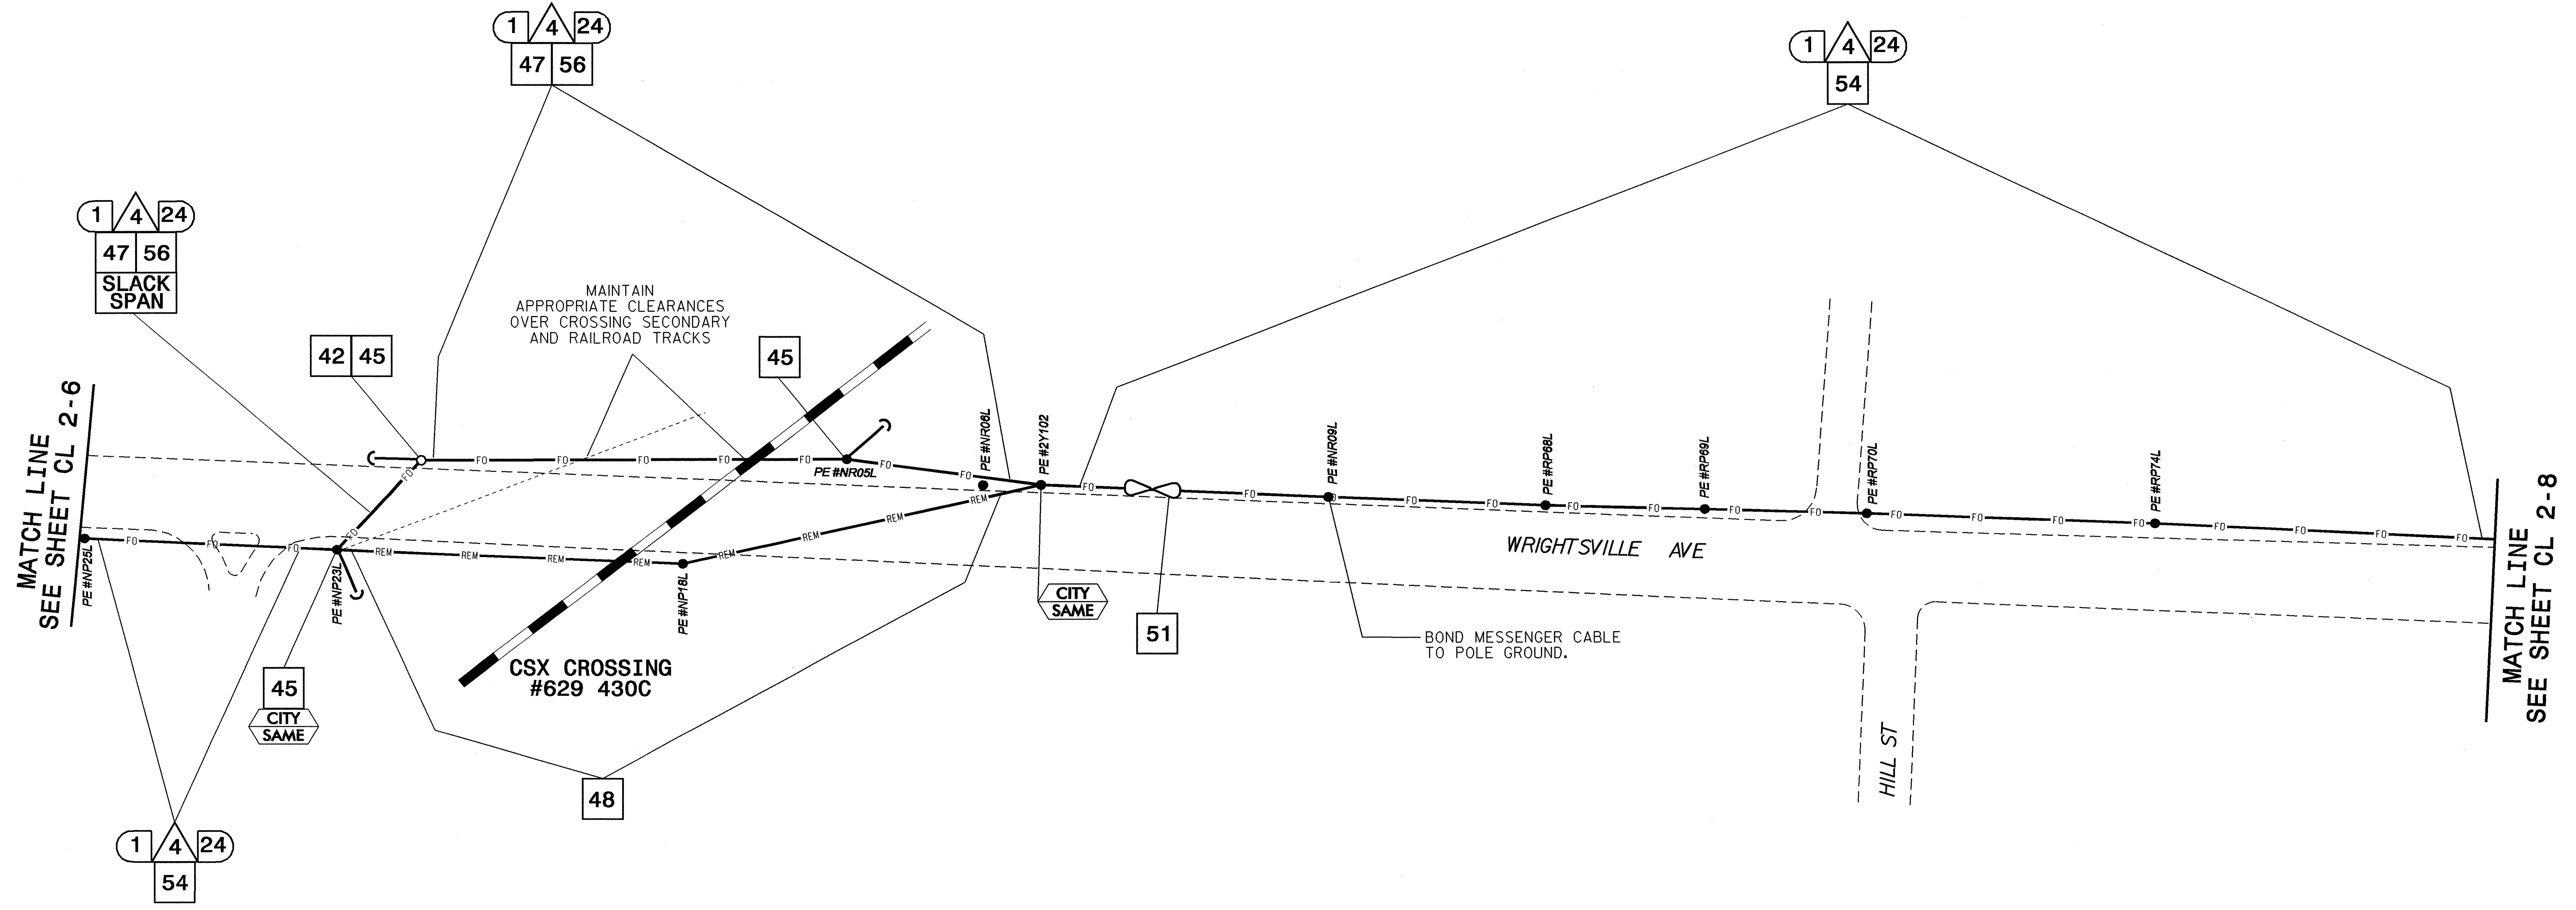 1 4 24
47 56
1 4 24
54
1 4 24
47 56
SLACK
SPAN
42 45
MAINTAIN
APPROPRIATE CLEARANCES
OVER CROSSING SECONDARY
AND RAILROAD TRACKS
45
MATCH LINE
SEE SHEET CL 2-6
PE #NP25L
FO FO FO
PE #NP23L
FO FO
FO FO FO FO FO
PE #NR05L
FO FO
PE #NR06L
PE #2Y102
REM REM REM REM
PE #NP18L
REM REM REM REM
FO FO
PE #NR09L
FO FO FO
PE #RP68L
FO FO
PE #RP69L
FO FO
PE #RP70L
FO FO FO
PE #RP74L
FO FO FO FO
WRIGHTSVILLE AVE
HILL ST
MATCH LINE
SEE SHEET CL 2-8
CITY
SAME
51
BOND MESSENGER CABLE
TO POLE GROUND.
CSX CROSSING
#629 430C
45
CITY
SAME
48
1 4 24
54